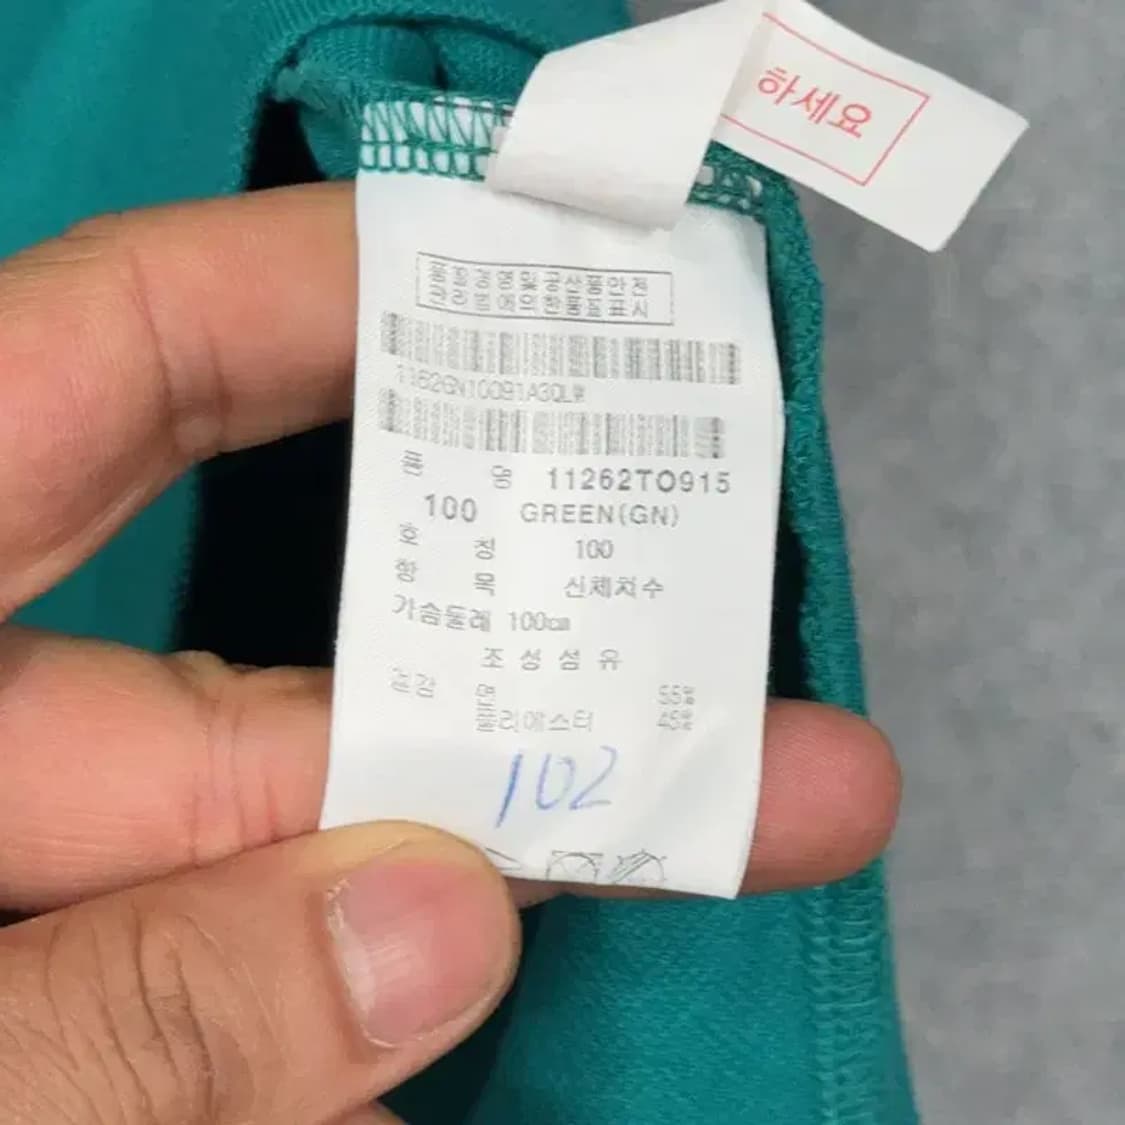 하세요
품질경영및공산품안전
관리법에의한품질표시
11626N10091A3QLW
품 명 11262TO915
100 GREEN(GN)
호 칭 100
항 목 신체치수
가슴둘레 100cm
조성섬유
겉감 면 55%
폴리에스터 45%
102